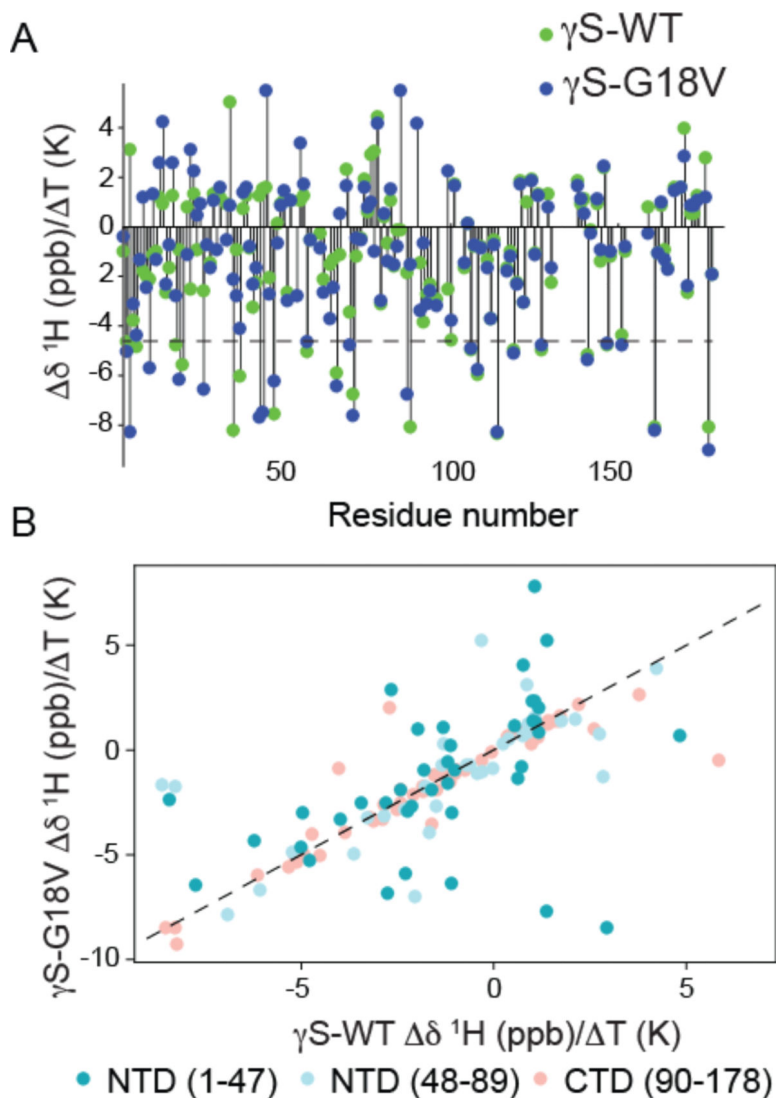 A
γS-WT
γS-G18V
Δδ ¹H (ppb)/ΔT (K)
4
2
0
-2
-4
-6
-8
50
100
150
Residue number
B
γS-G18V Δδ ¹H (ppb)/ΔT (K)
5
0
-5
-10
-5
0
5
γS-WT Δδ ¹H (ppb)/ΔT (K)
NTD (1-47) NTD (48-89) CTD (90-178)